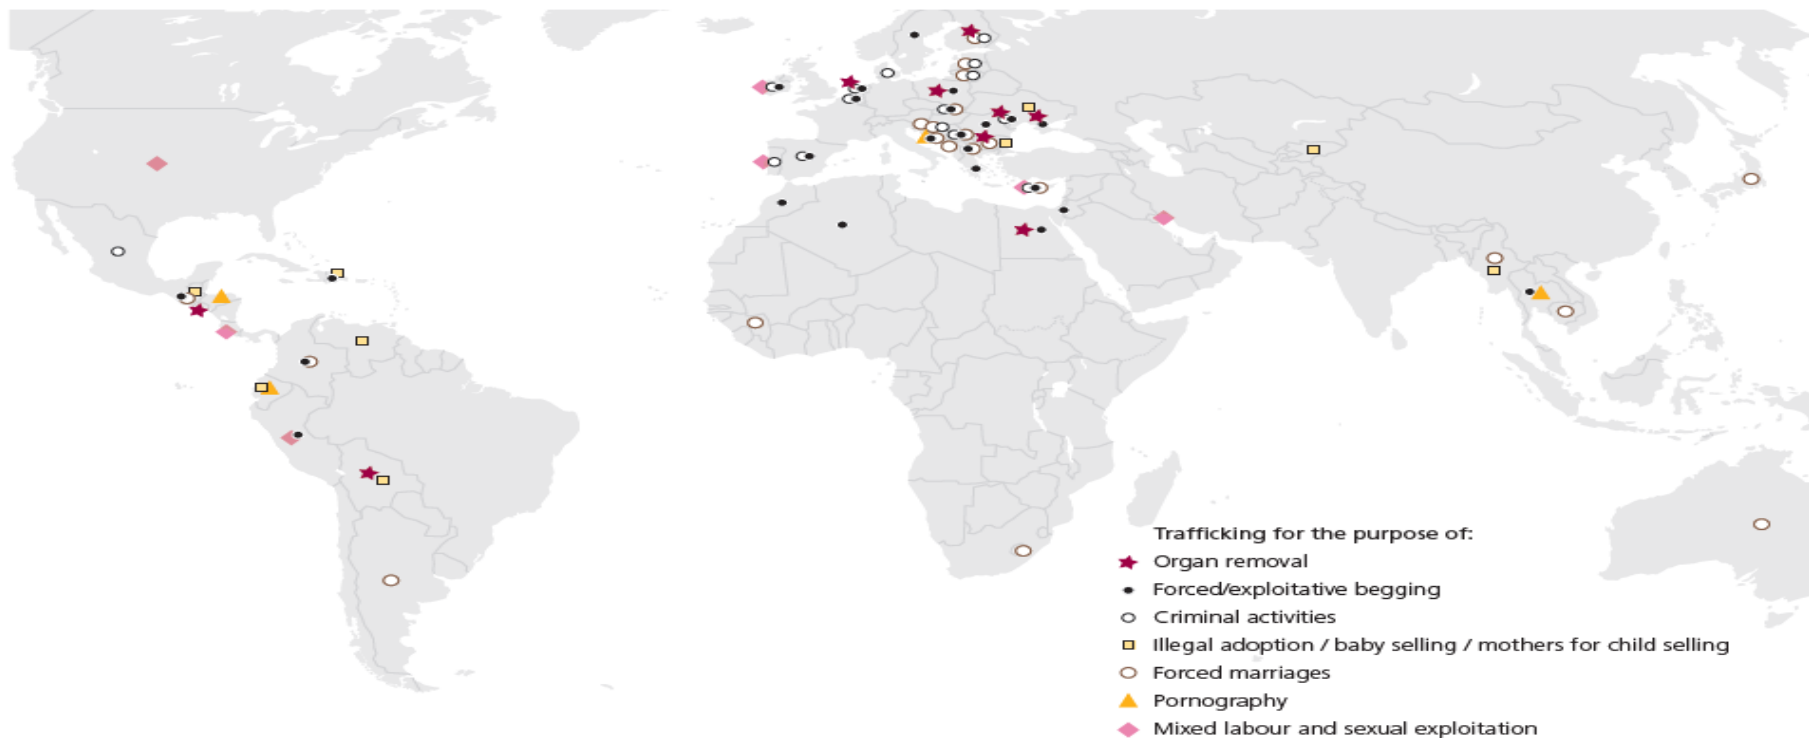 Trafficking for the purpose of:
Organ removal
Forced/exploitative begging
Criminal activities
Illegal adoption / baby selling / mothers for child selling
Forced marriages
Pornography
Mixed labour and sexual exploitation